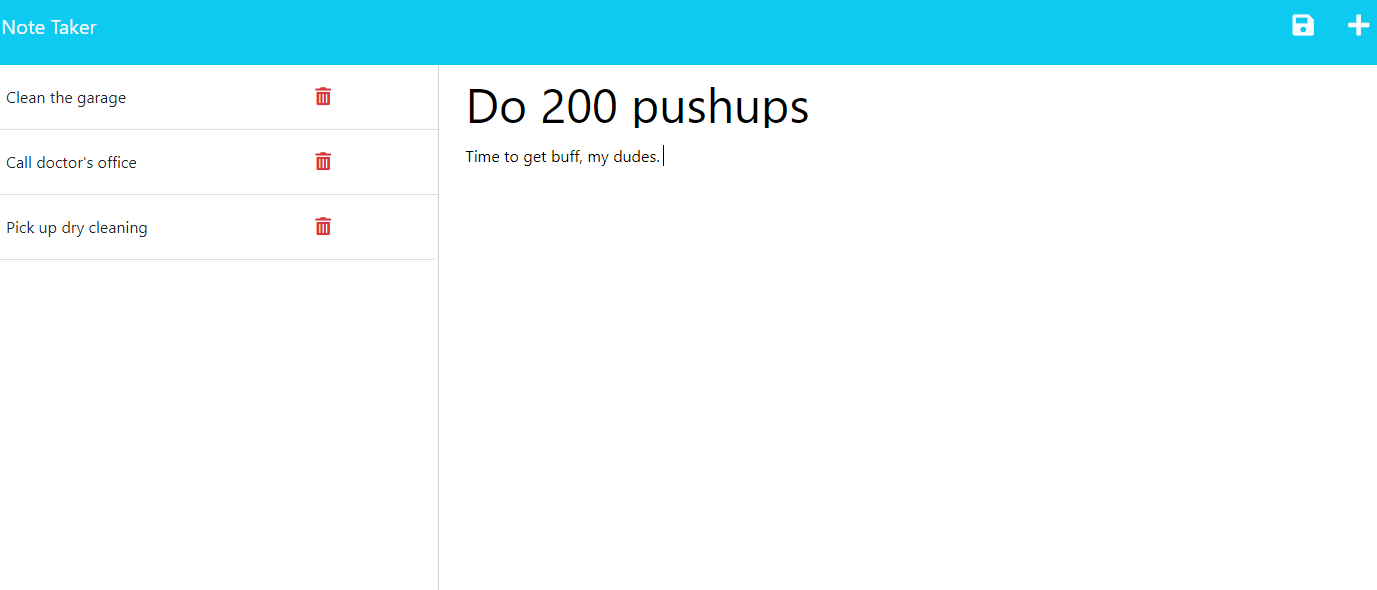 Note Taker
Clean the garage
Call doctor's office
Pick up dry cleaning
Do 200 pushups
Time to get buff, my dudes.